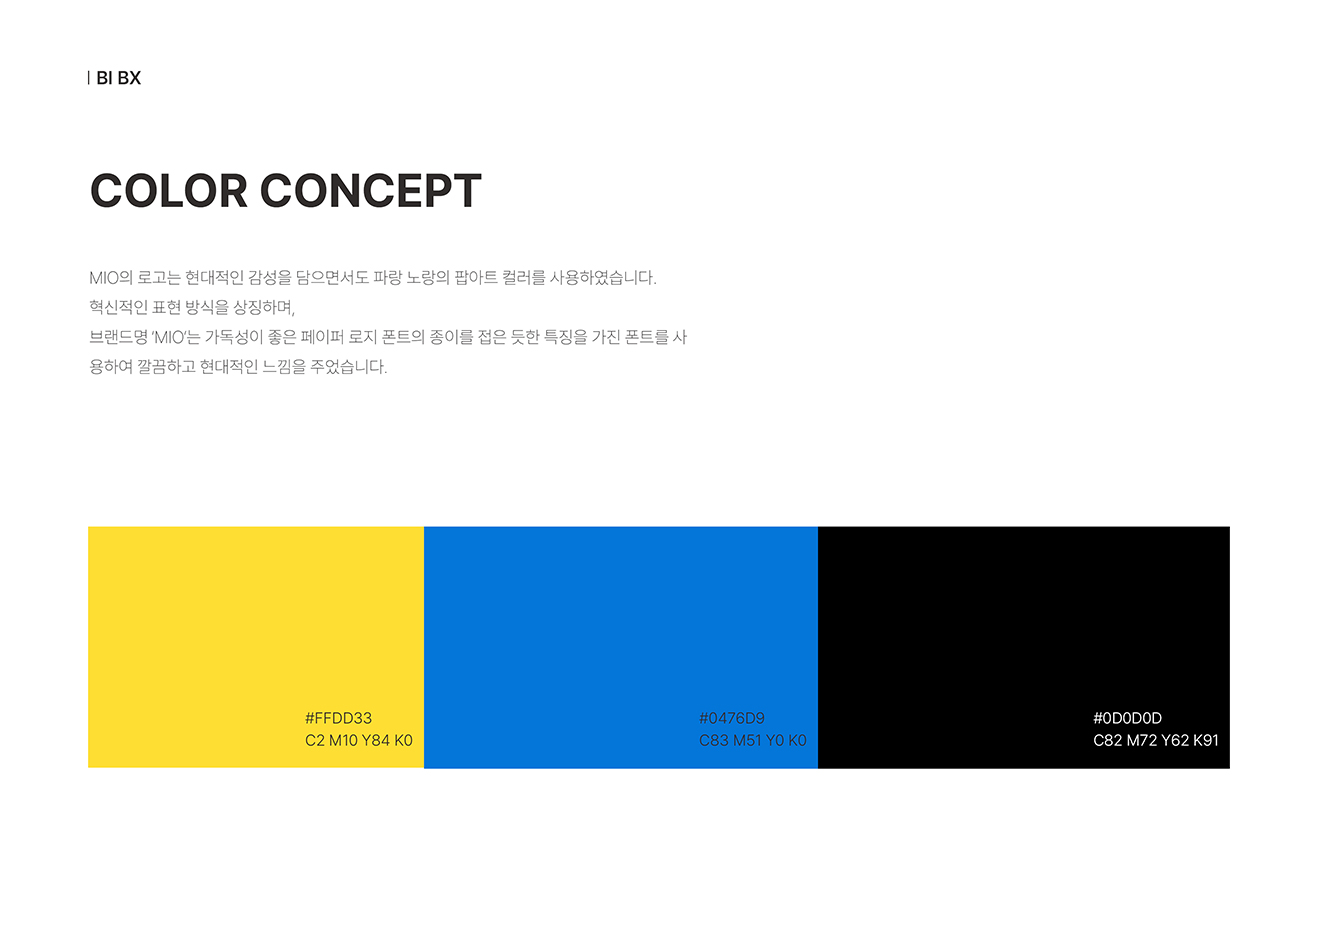 | BI BX
COLOR CONCEPT
MIO의 로고는 현대적인 감성을 담으면서도 파랑 노랑의 팝아트 컬러를 사용하였습니다.
혁신적인 표현 방식을 상징하며,
브랜드명 ‘MIO’는 가독성이 좋은 페이퍼 로지 폰트의 종이를 접은 듯한 특징을 가진 폰트를 사
용하여 깔끔하고 현대적인 느낌을 주었습니다.
#FFDD33
C2 M10 Y84 K0
#0476D9
C83 M51 Y0 K0
#0D0D0D
C82 M72 Y62 K91